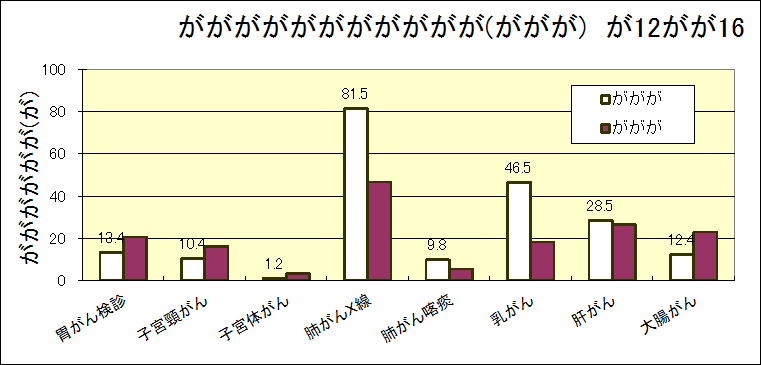 ががががががががががが(ががが) が12がが16
がががががが(が)
100
80
60
40
20
0
13.4
10.4
1.2
81.5
9.8
46.5
28.5
12.4
ががが
ががが
胃がん検診
子宮頸がん
子宮体がん
肺がんX線
肺がん喀痰
乳がん
肝がん
大腸がん